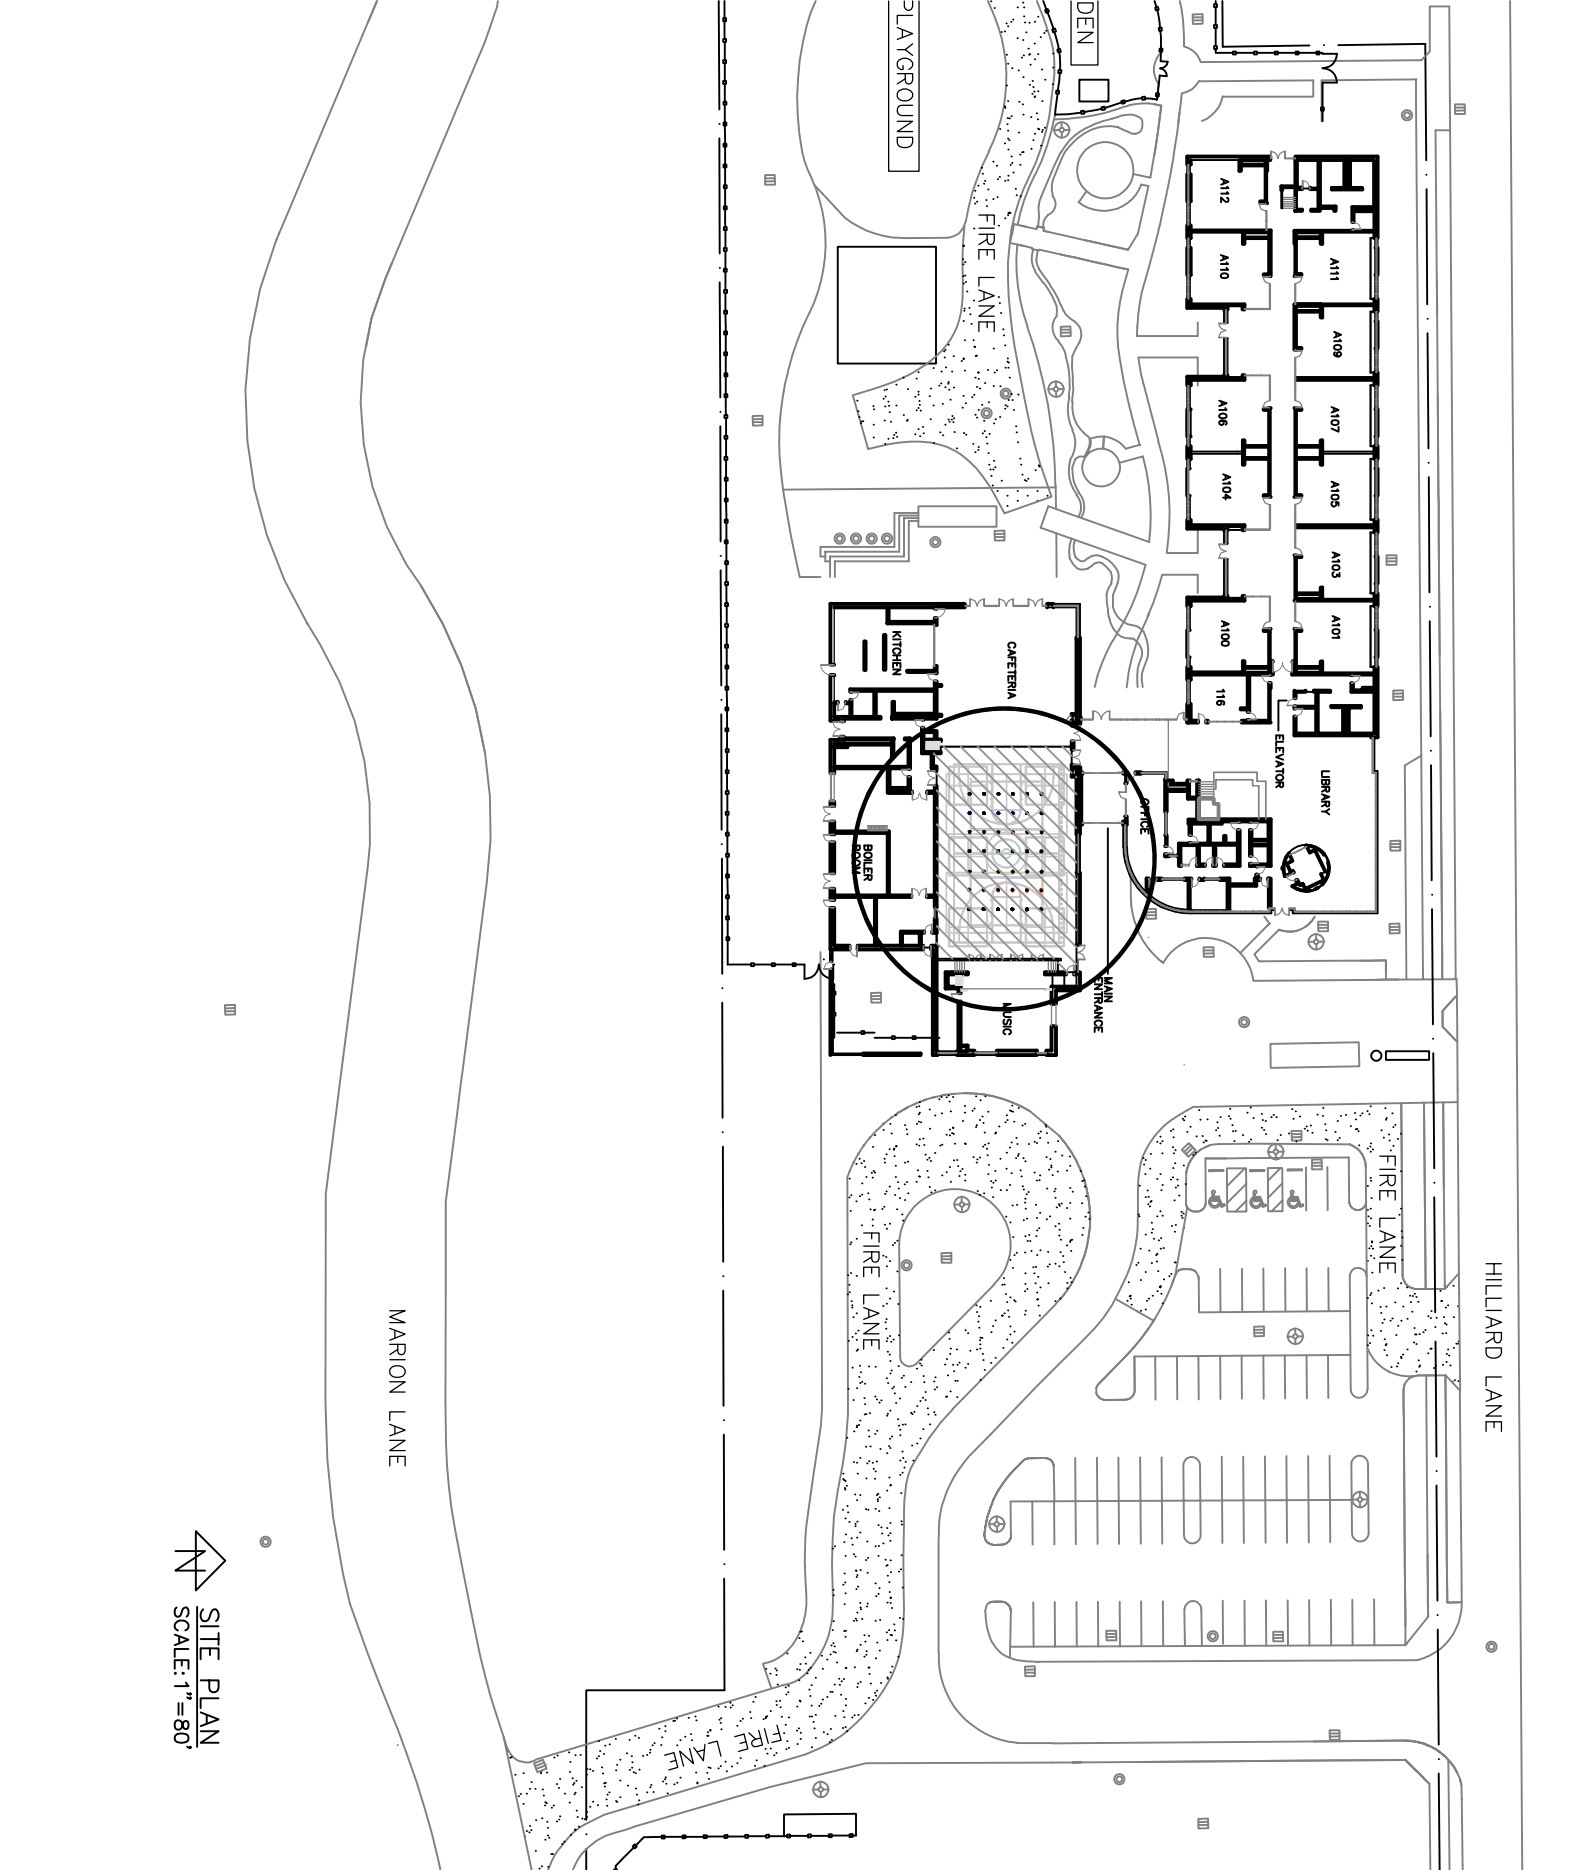 PLAYGROUND
DEN
FIRE LANE
A112
A110
A111
A109
A106
A107
A104
A105
A103
A100
A101
116
ELEVATOR
LIBRARY
OFFICE
KITCHEN
CAFETERIA
BOILER
ROOM
MUSIC
MAIN
ENTRANCE
FIRE LANE
FIRE LANE
HILLIARD LANE
MARION LANE
FIRE LANE
N
SITE PLAN
SCALE: 1"=80'